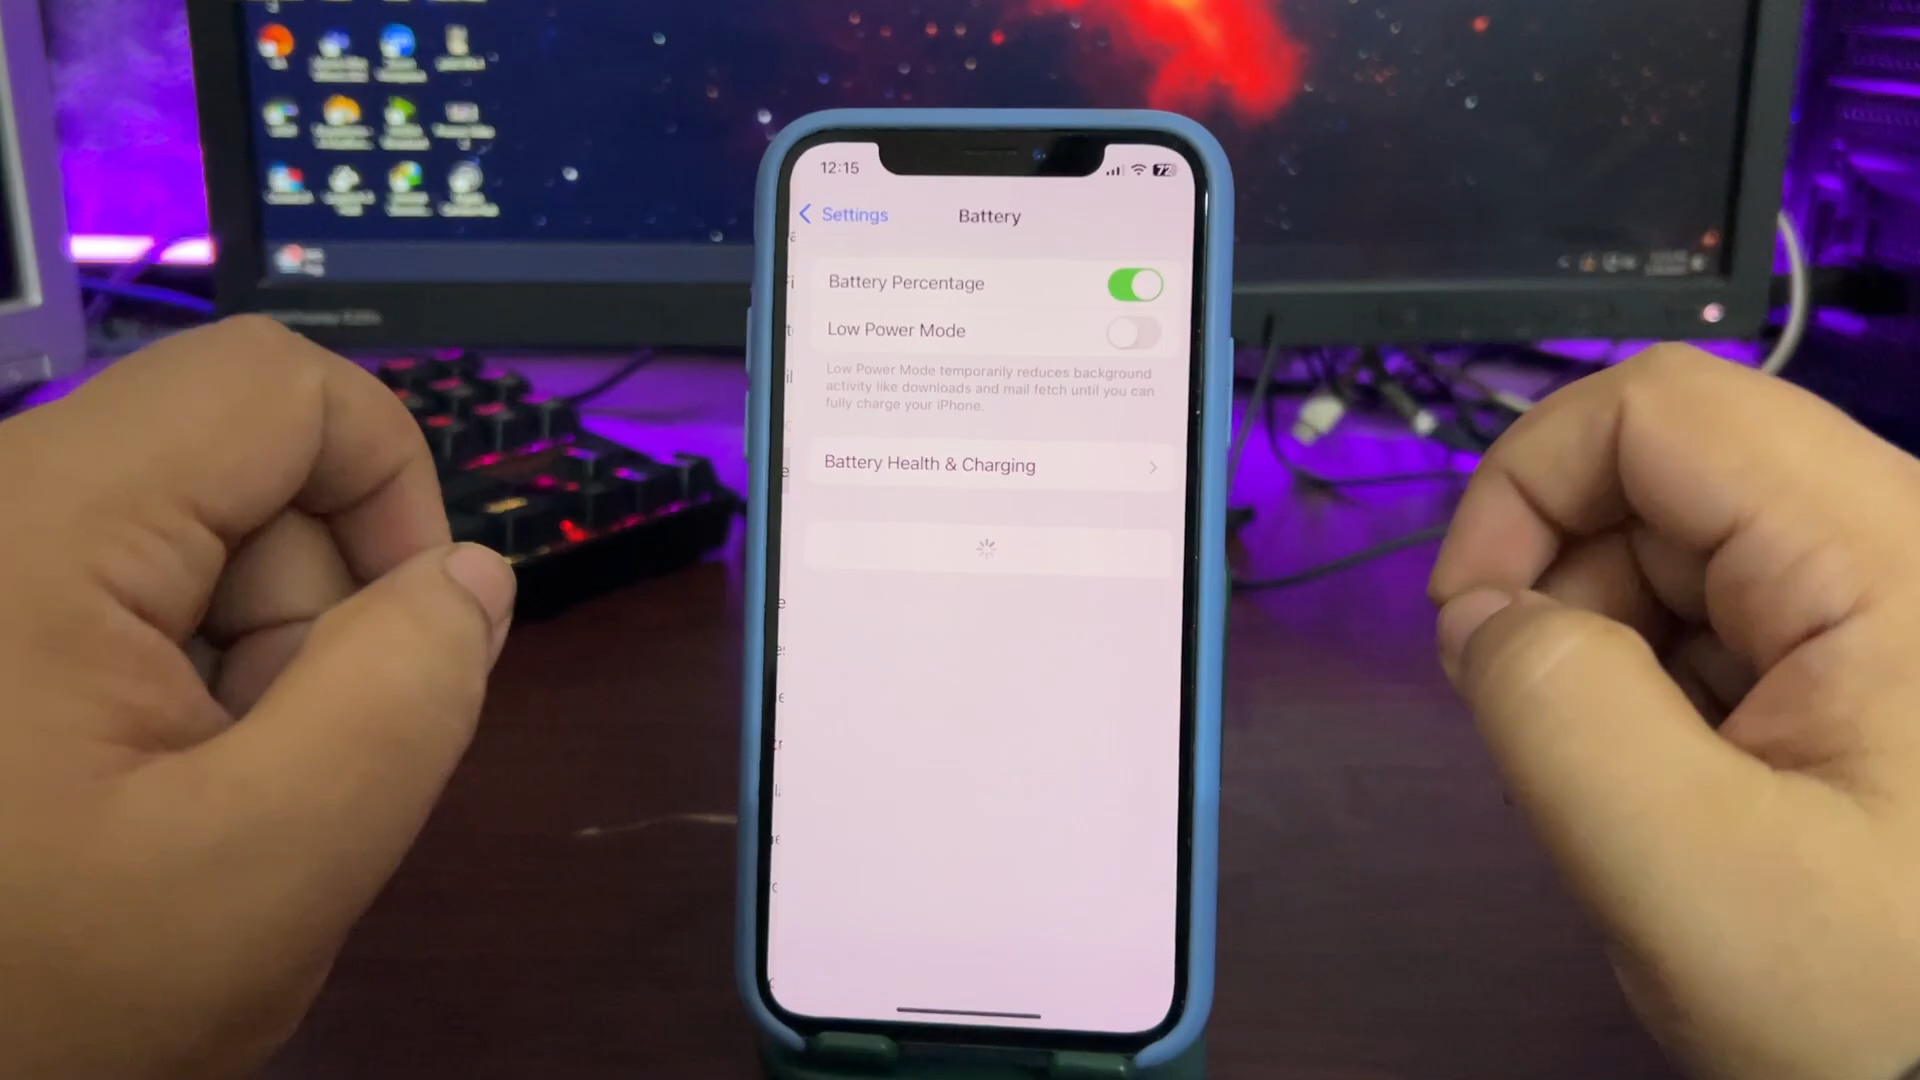 12:15
72
Settings
Battery
Battery Percentage
Low Power Mode
Low Power Mode temporarily reduces background
activity like downloads and mail fetch until you can
fully charge your iPhone.
Battery Health & Charging